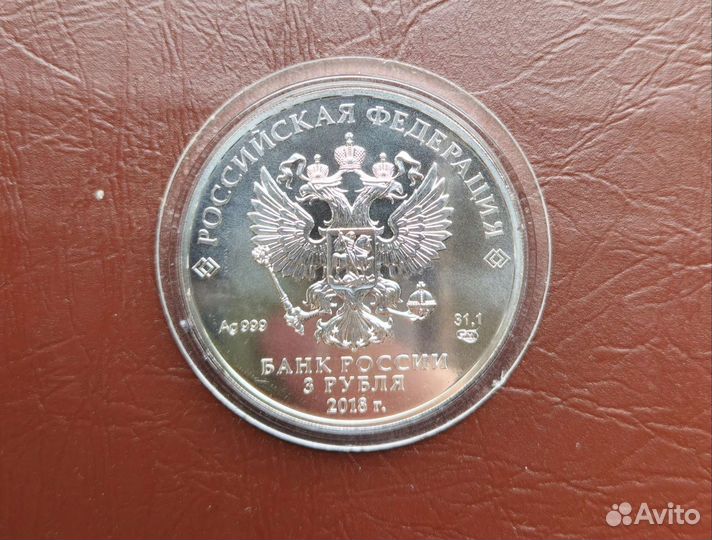 РОССИЙСКАЯ ФЕДЕРАЦИЯ
Ag 999
31,1
БАНК РОССИИ
3 РУБЛЯ
2018 г.
Avito